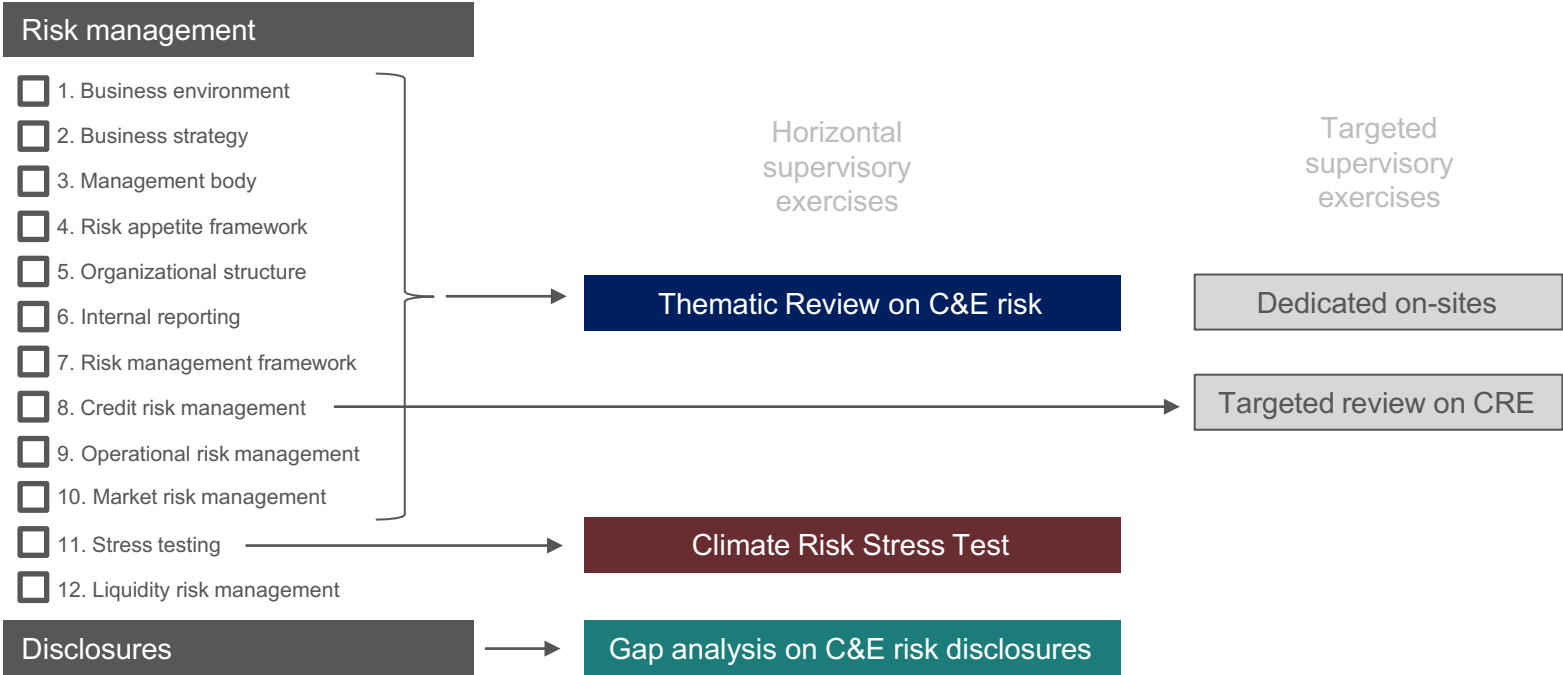 Risk management
1. Business environment
2. Business strategy
3. Management body
4. Risk appetite framework
5. Organizational structure
6. Internal reporting
7. Risk management framework
8. Credit risk management
9. Operational risk management
10. Market risk management
11. Stress testing
12. Liquidity risk management
Disclosures
Horizontal
supervisory
exercises
Thematic Review on C&E risk
Climate Risk Stress Test
Gap analysis on C&E risk disclosures
Targeted
supervisory
exercises
Dedicated on-sites
Targeted review on CRE